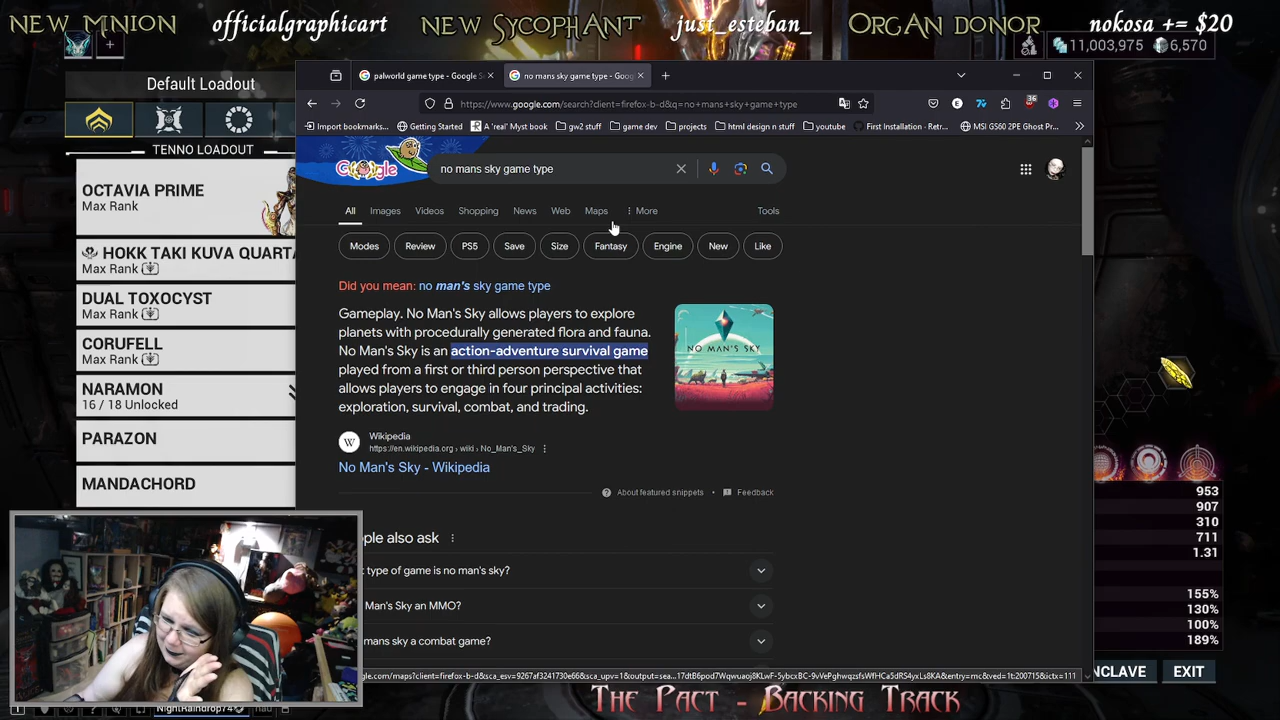 NEW MINION officialgraphicart NEW SYCOPHANT just_esteban_ ORGAN DONOR nokosa += $20
11,003,975 6,570
Default Loadout
TENNO LOADOUT
OCTAVIA PRIME
Max Rank
HOKK TAKI KUVA QUARTA
Max Rank
DUAL TOXOCYST
Max Rank
CORUFELL
Max Rank
NARAMON
16 / 18 Unlocked
PARAZON
MANDACHORD
palworld game type - Google S
no mans sky game type - Goog
https://www.google.com/search?client=firefox-b-d&q=no+mans+sky+game+type
36
Import bookmarks...
Getting Started
A 'real' Myst book
gw2 stuff
game dev
projects
html design n stuff
youtube
First Installation - Retr...
MSI GS60 2PE Ghost Pr...
no mans sky game type
All Images Videos Shopping News Web Maps More Tools
Modes Review PS5 Save Size Fantasy Engine New Like
Did you mean: no man's sky game type
Gameplay. No Man's Sky allows players to explore
planets with procedurally generated flora and fauna.
No Man's Sky is an action-adventure survival game
played from a first or third person perspective that
allows players to engage in four principal activities:
exploration, survival, combat, and trading.
NO MAN'S SKY
W
Wikipedia
https://en.wikipedia.org › wiki › No_Man's_Sky
No Man's Sky - Wikipedia
About featured snippets • Feedback
ple also ask
type of game is no man's sky?
Man's Sky an MMO?
mans sky a combat game?
953
907
310
711
1.31
155%
130%
100%
189%
NCLAVE
EXIT
NightRaindrop74
The Pact - Backing Track